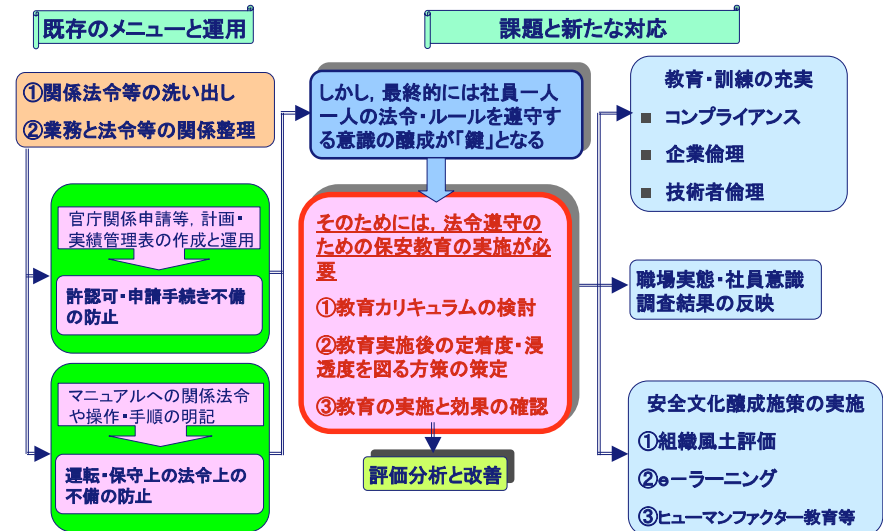 既存のメニューと運用
課題と新たな対応
①関係法令等の洗い出し
②業務と法令等の関係整理
官庁関係申請等，計画・
実績管理表の作成と運用
許認可・申請手続き不備
の防止
マニュアルへの関係法令
や操作・手順の明記
運転・保守上の法令上の
不備の防止
しかし，最終的には社員一人
一人の法令・ルールを遵守す
る意識の醸成が「鍵」となる
そのためには，法令遵守の
ための保安教育の実施が必
要
①教育カリキュラムの検討
②教育実施後の定着度・浸
透度を図る方策の策定
③教育の実施と効果の確認
評価分析と改善
教育・訓練の充実
■ コンプライアンス
■ 企業倫理
■ 技術者倫理
職場実態・社員意識
調査結果の反映
安全文化醸成施策の実施
①組織風土評価
②e－ラーニング
③ヒューマンファクター教育等